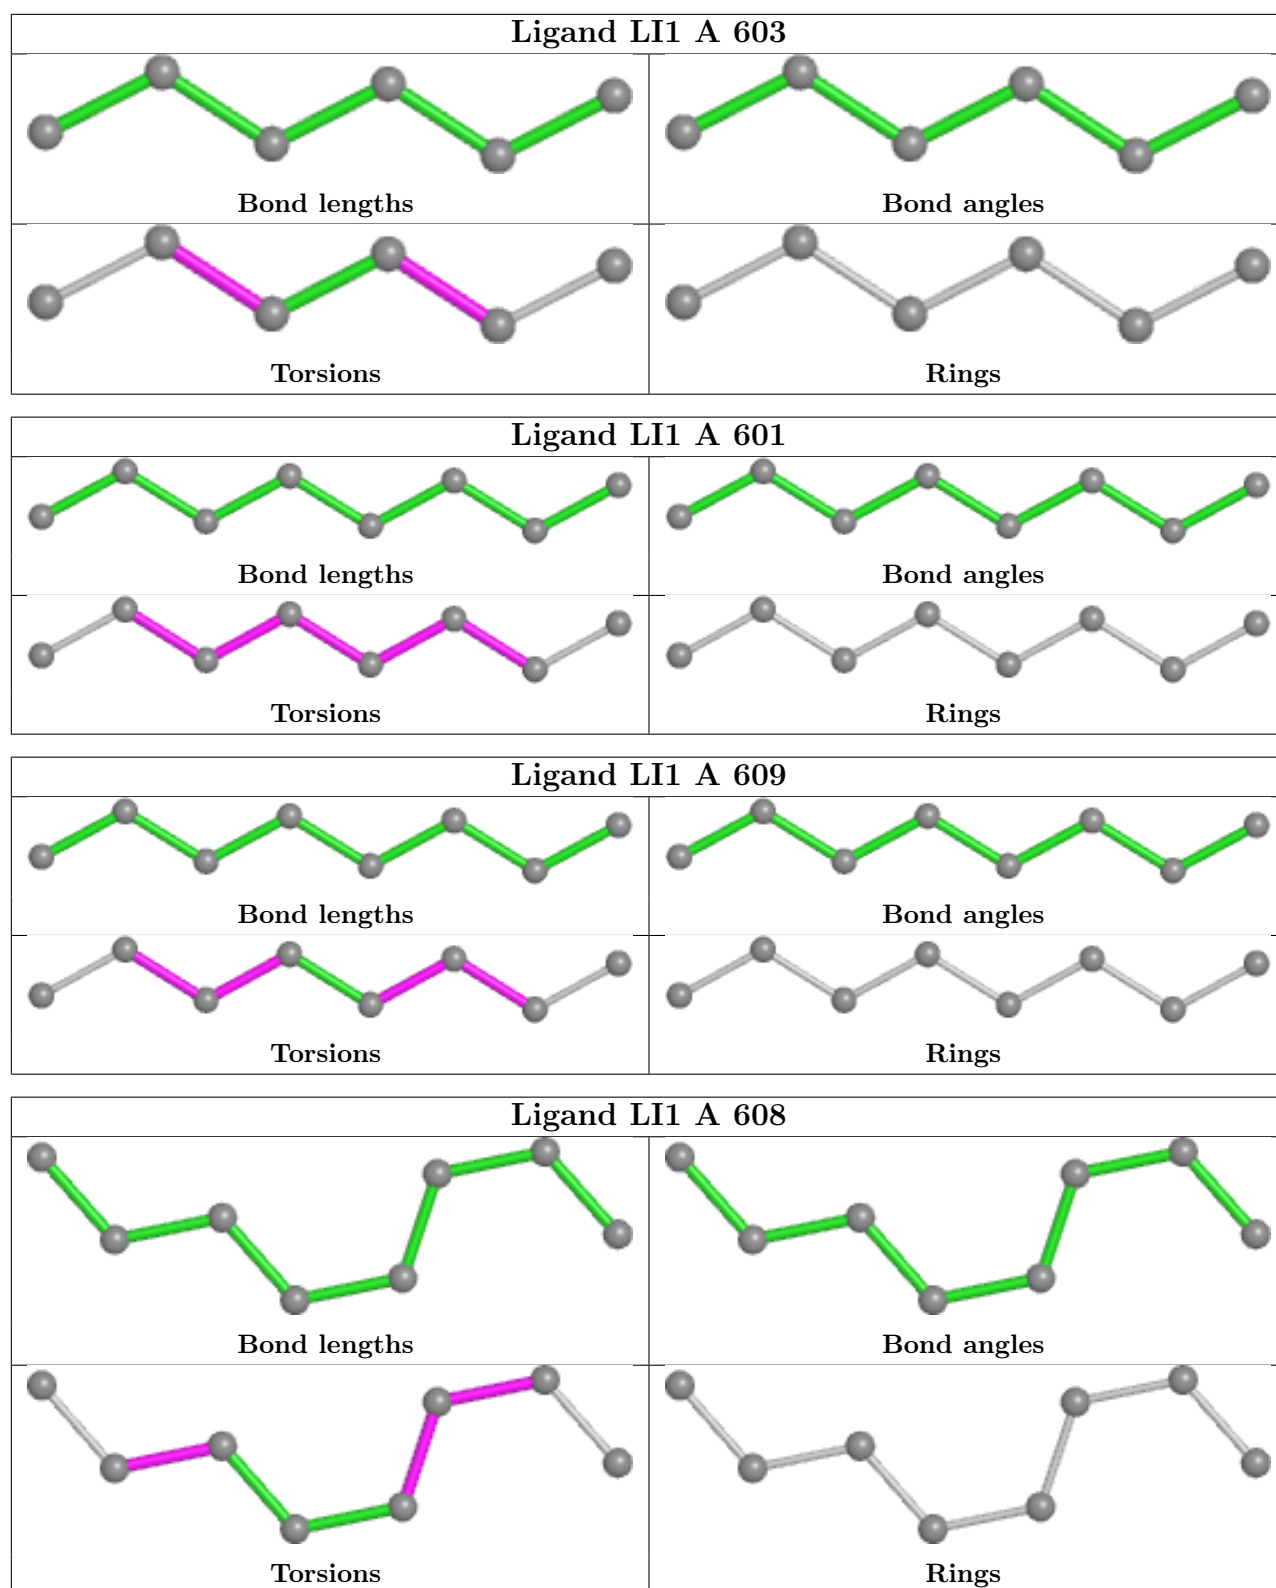 Ligand LI1 A 603
Bond lengths Bond angles
Torsions Rings
Ligand LI1 A 601
Bond lengths Bond angles
Torsions Rings
Ligand LI1 A 609
Bond lengths Bond angles
Torsions Rings
Ligand LI1 A 608
Bond lengths Bond angles
Torsions Rings